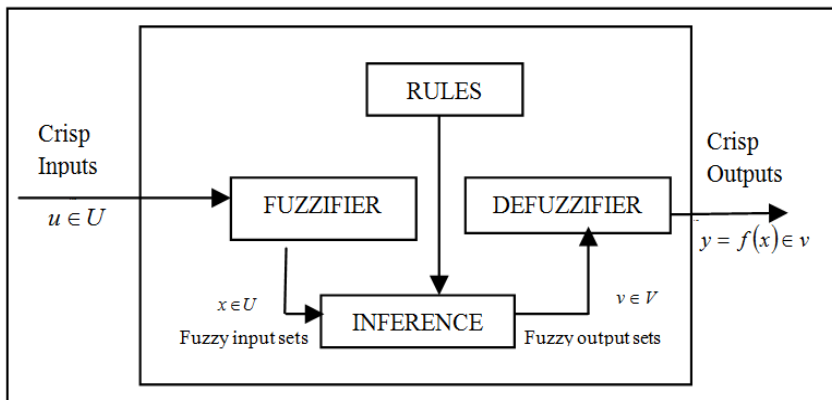 RULES
Crisp
Inputs
u ∈ U
FUZZIFIER
DEFUZZIFIER
Crisp
Outputs
y = f(x) ∈ v
x ∈ U
Fuzzy input sets
INFERENCE
v ∈ V
Fuzzy output sets